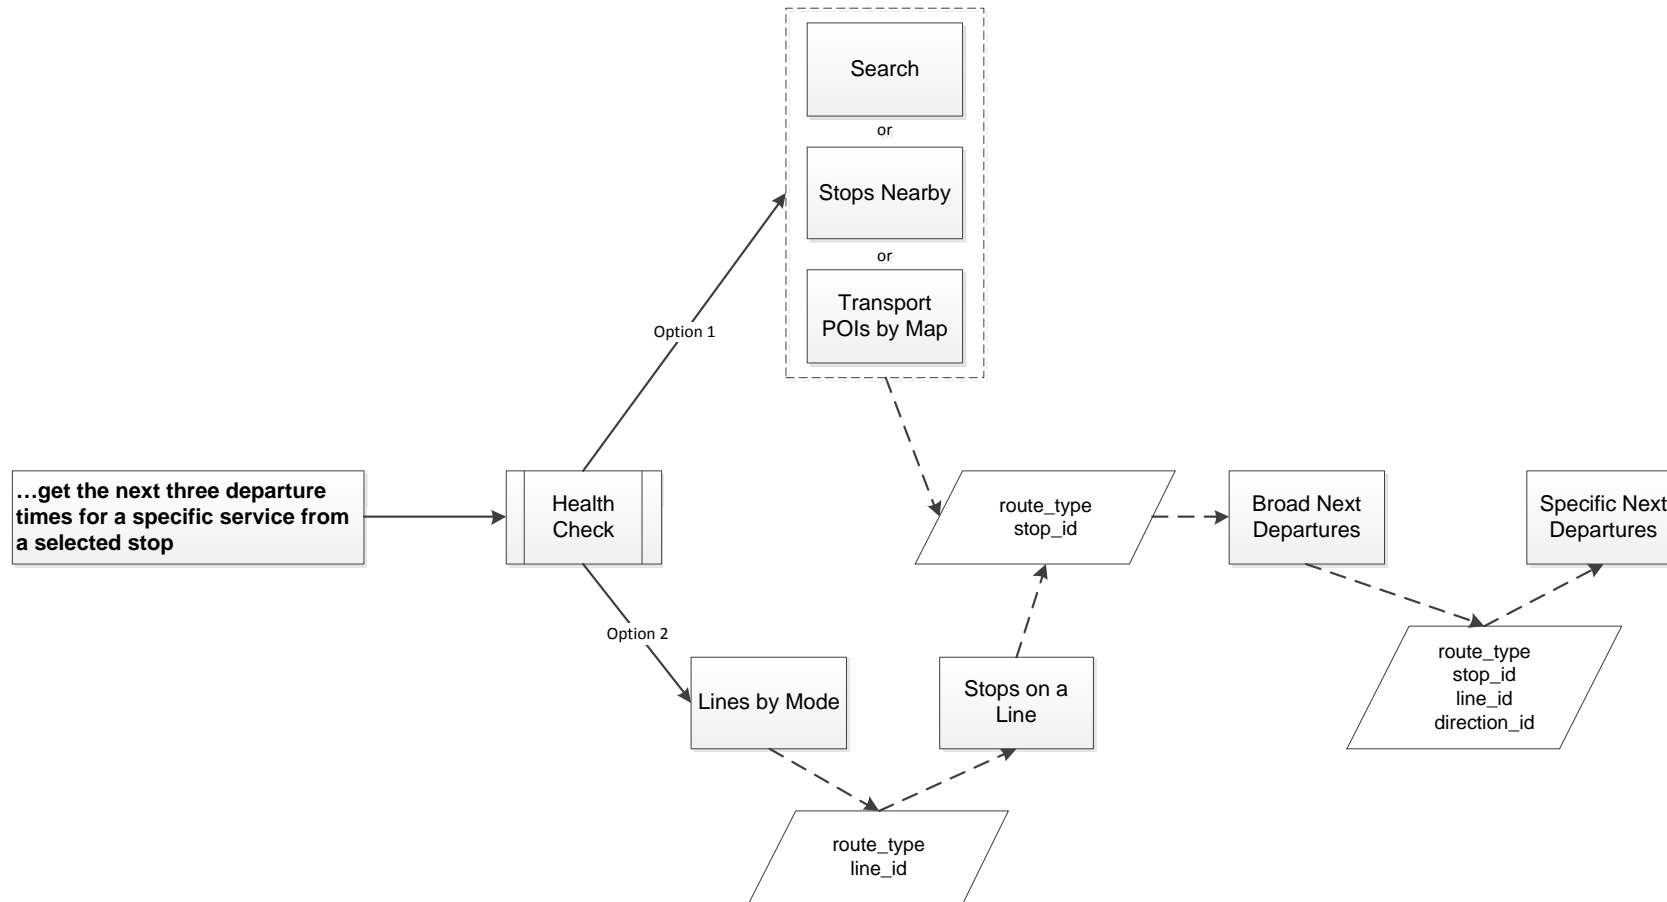 Search
or
Stops Nearby
or
Transport
POIs by Map
Option 1
…get the next three departure
times for a specific service from
a selected stop
Health
Check
route_type
stop_id
Broad Next
Departures
Specific Next
Departures
Option 2
Lines by Mode
Stops on a
Line
route_type
stop_id
line_id
direction_id
route_type
line_id